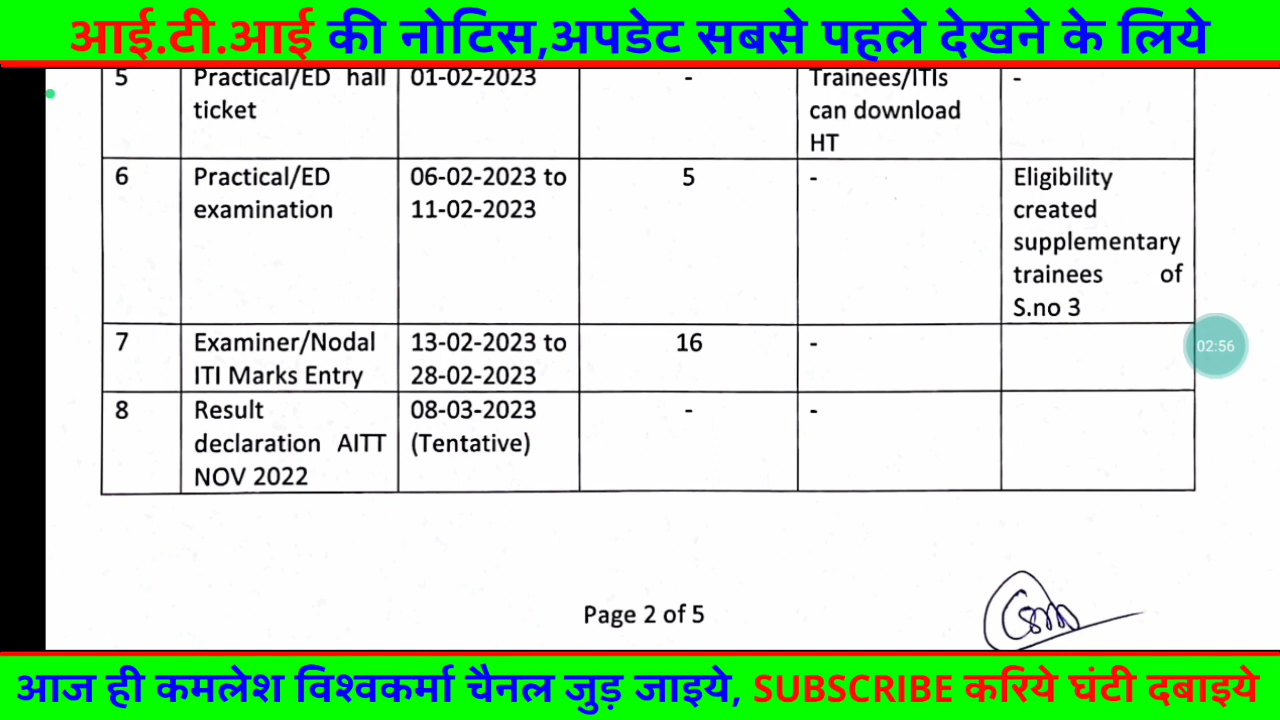 आई.टी.आई की नोटिस,अपडेट सबसे पहले देखने के लिये
5 Practical/ED hall 01-02-2023 - Trainees/ITIs -
ticket can download
HT
6 Practical/ED 06-02-2023 to 5 - Eligibility
examination 11-02-2023 created
supplementary
trainees of
S.no 3
7 Examiner/Nodal 13-02-2023 to 16 -
ITI Marks Entry 28-02-2023
02:56
8 Result 08-03-2023 - -
declaration AITT (Tentative)
NOV 2022
Page 2 of 5
आज ही कमलेश विश्वकर्मा चैनल जुड़ जाइये, SUBSCRIBE करिये घंटी दबाइये